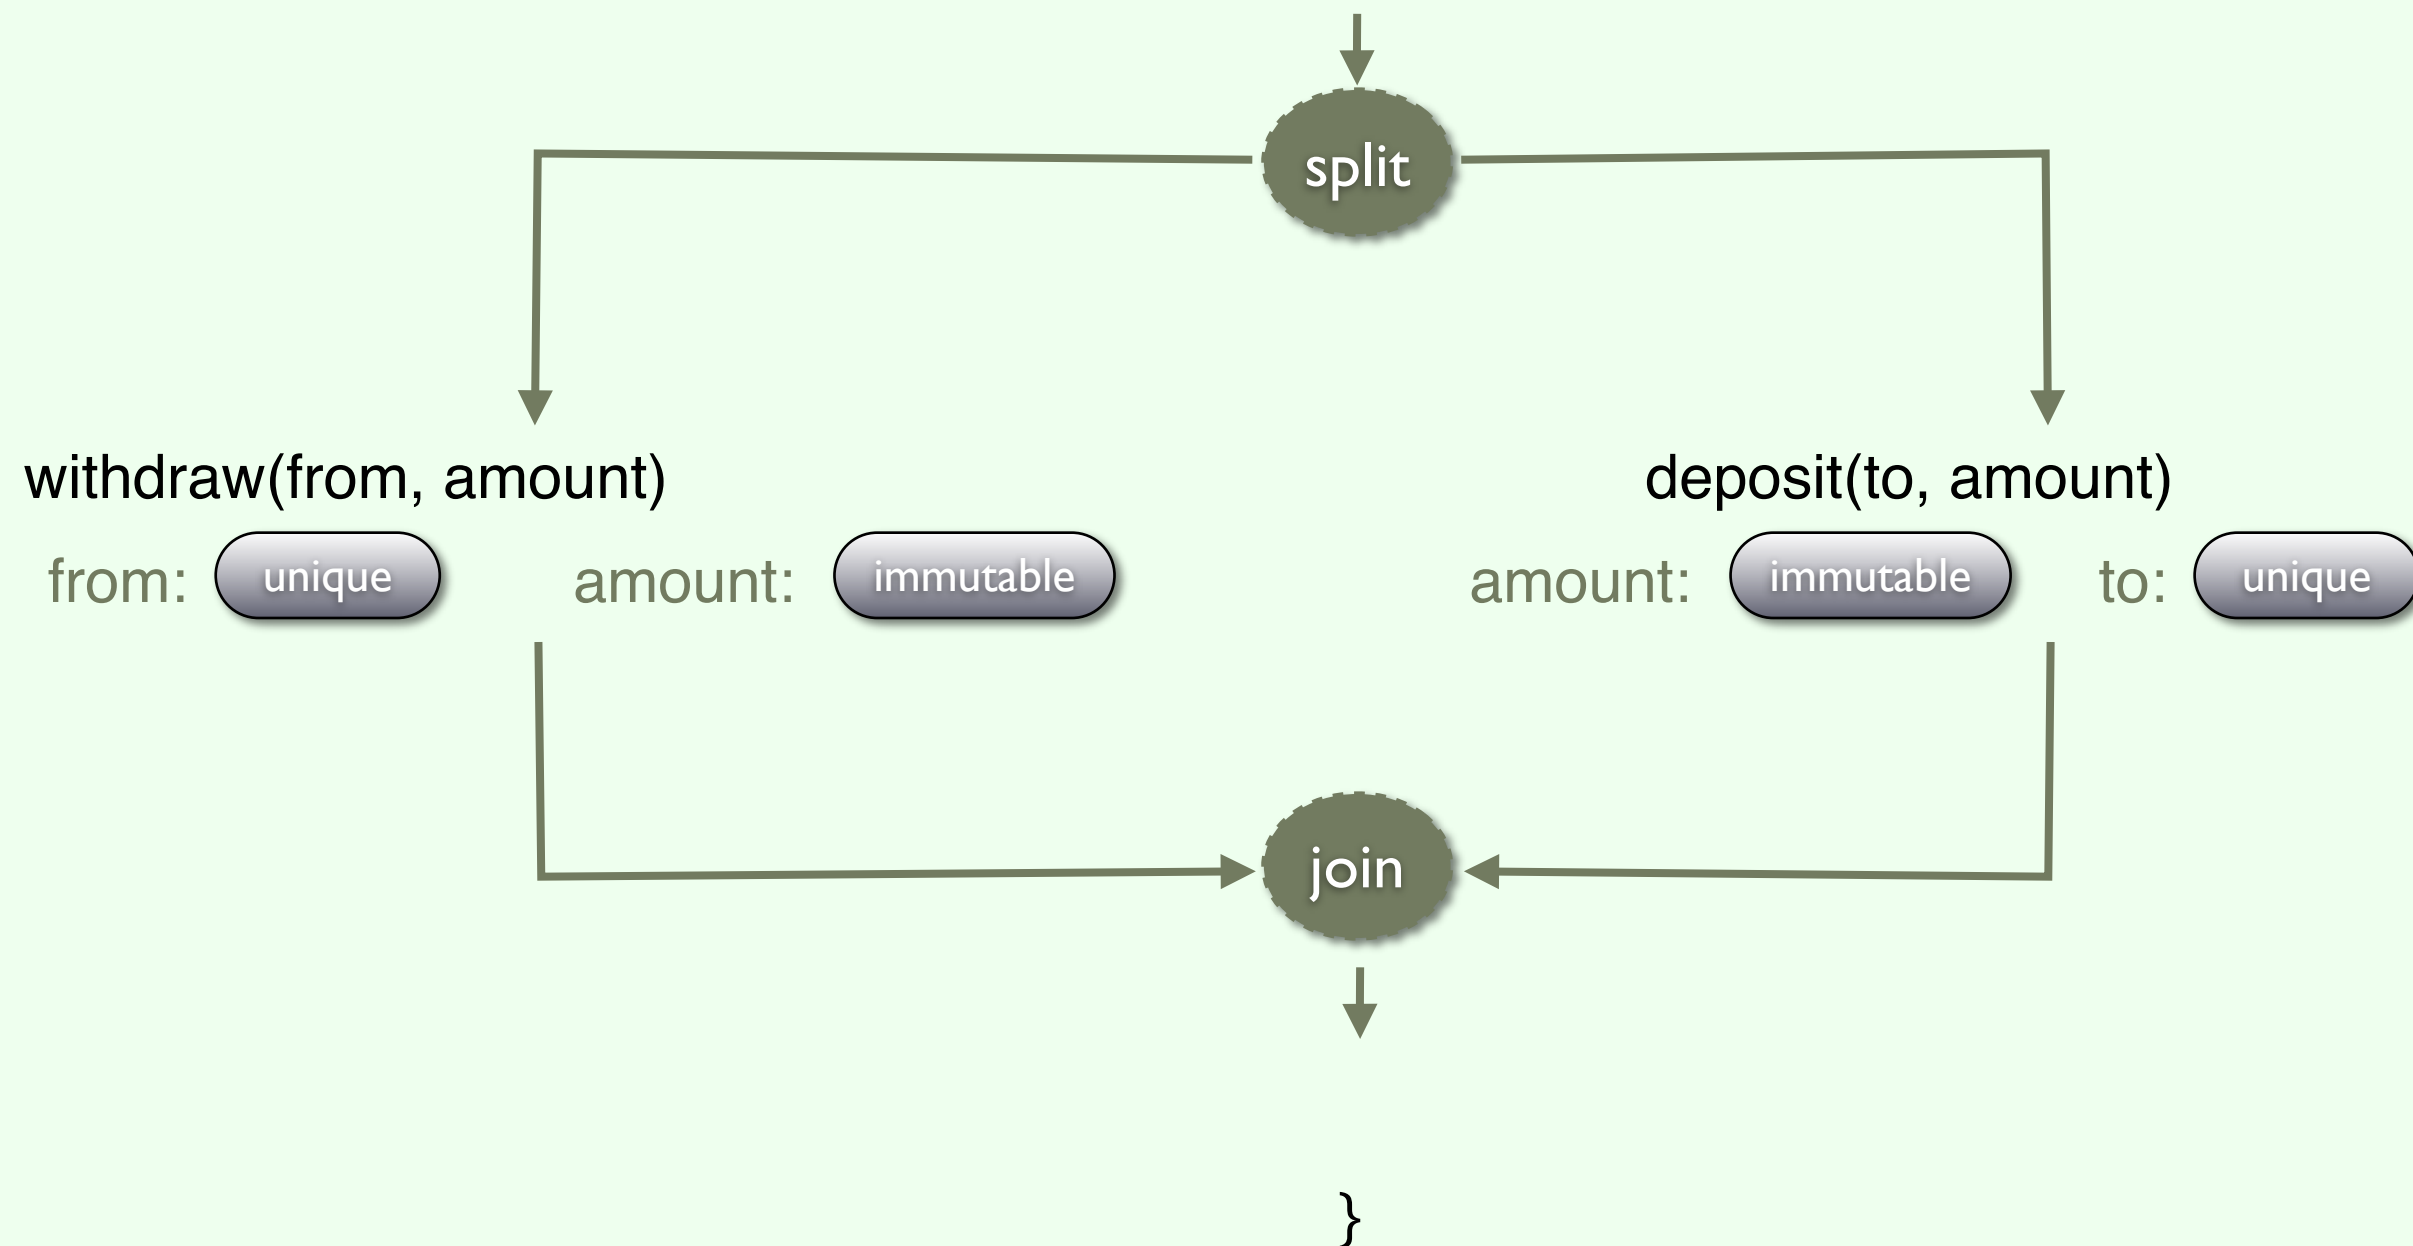 split
withdraw(from, amount)
deposit(to, amount)
from: unique amount: immutable
amount: immutable to: unique
join
}